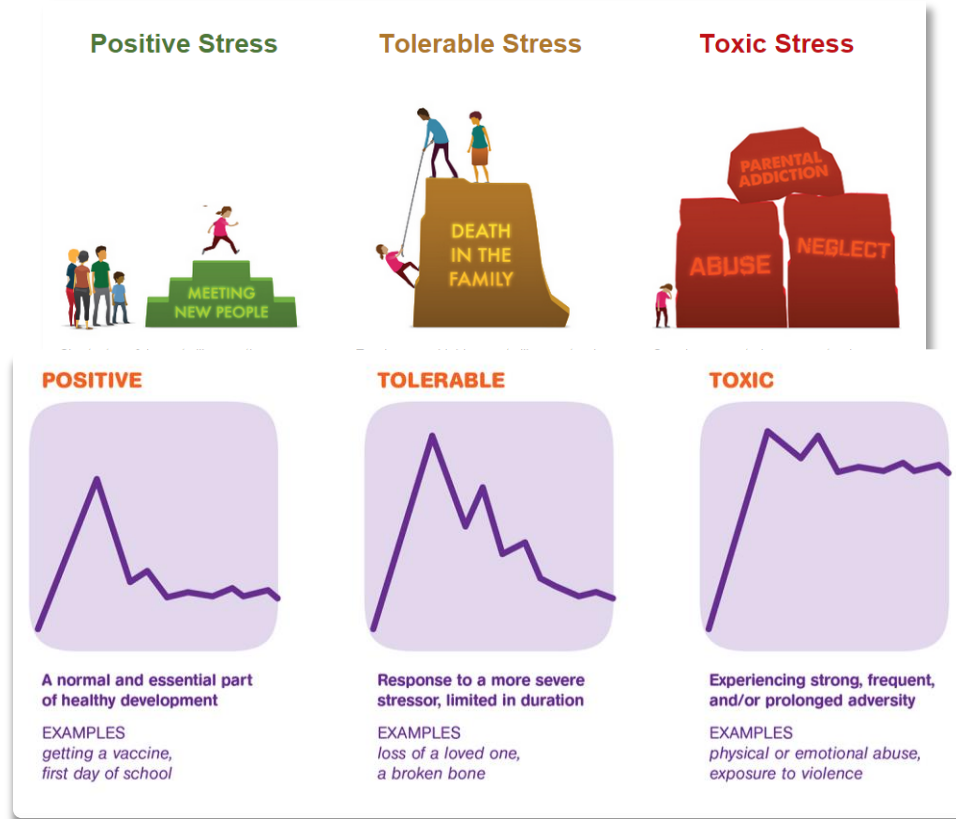 Positive Stress
Tolerable Stress
Toxic Stress
MEETING
NEW PEOPLE
DEATH
IN THE
FAMILY
PARENTAL
ADDICTION
ABUSE
NEGLECT
POSITIVE
A normal and essential part
of healthy development
EXAMPLES
getting a vaccine,
first day of school
TOLERABLE
Response to a more severe
stressor, limited in duration
EXAMPLES
loss of a loved one,
a broken bone
TOXIC
Experiencing strong, frequent,
and/or prolonged adversity
EXAMPLES
physical or emotional abuse,
exposure to violence